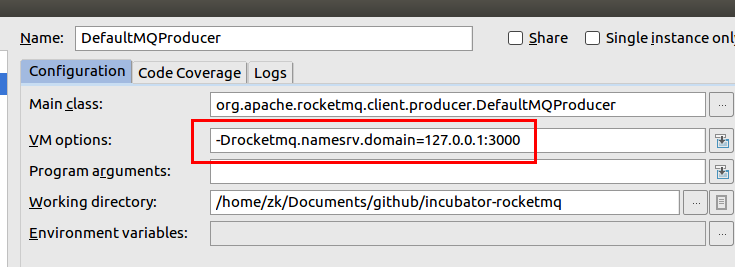 Name: DefaultMQProducer Share Single instance only
Configuration Code Coverage Logs
Main class: org.apache.rocketmq.client.producer.DefaultMQProducer ...
VM options: -Drocketmq.namesrv.domain=127.0.0.1:3000
Program arguments:
Working directory: /home/zk/Documents/github/incubator-rocketmq ...
Environment variables: ...